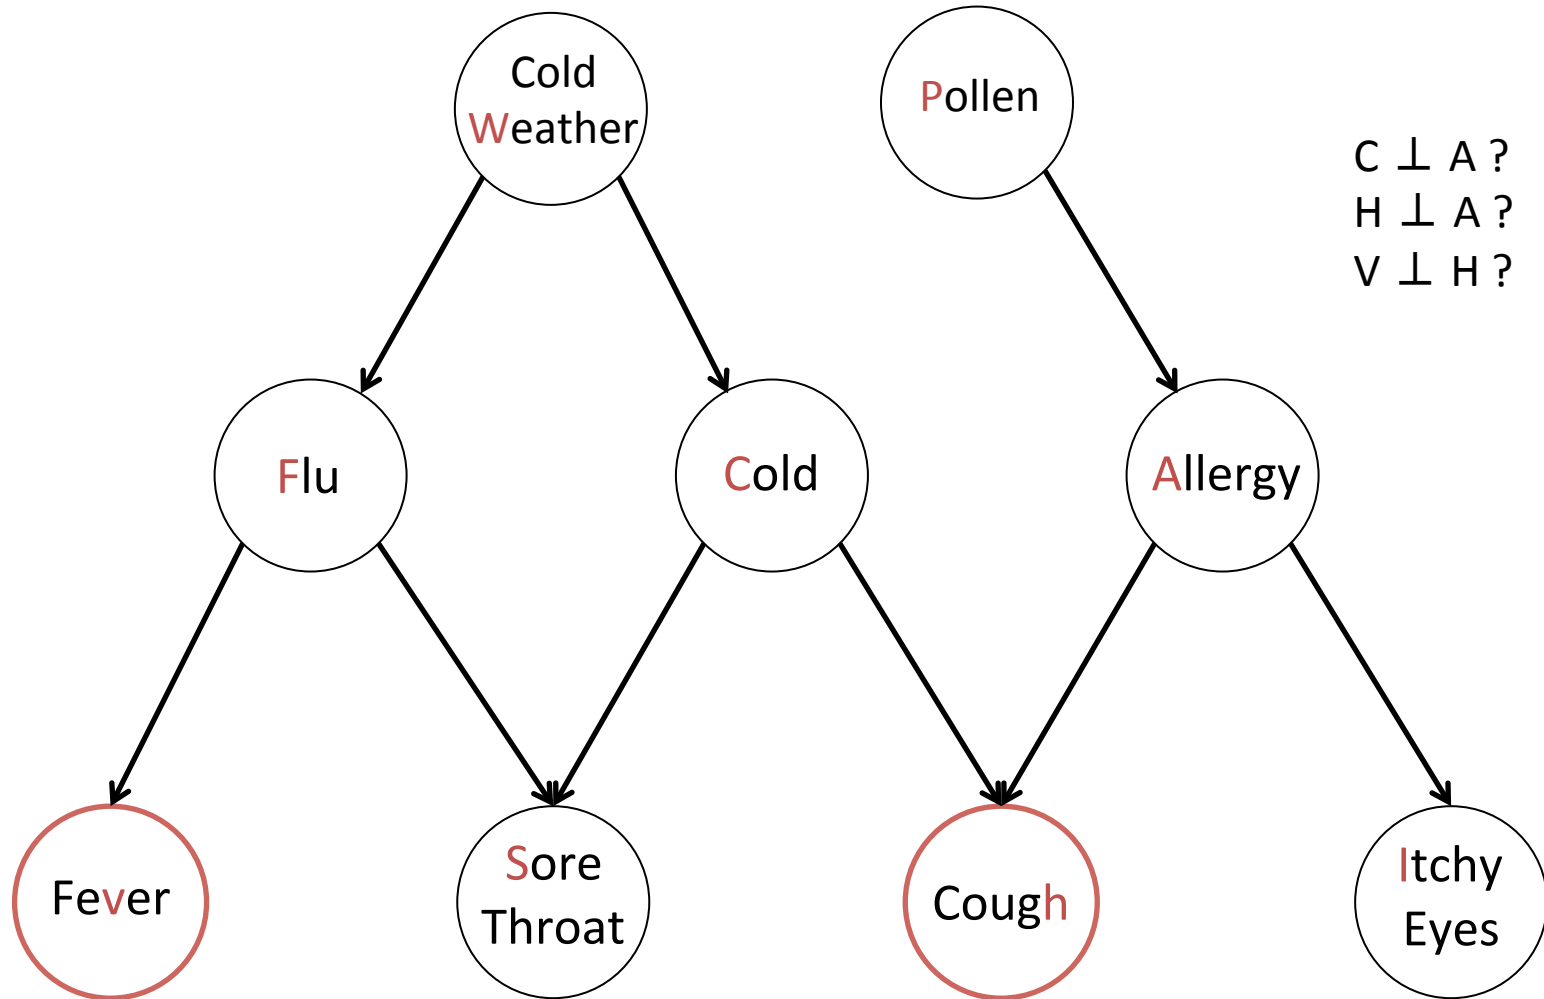 Cold
Weather
Pollen
C ⊥ A ?
H ⊥ A ?
V ⊥ H ?
Flu
Cold
Allergy
Fever
Sore
Throat
Cough
Itchy
Eyes